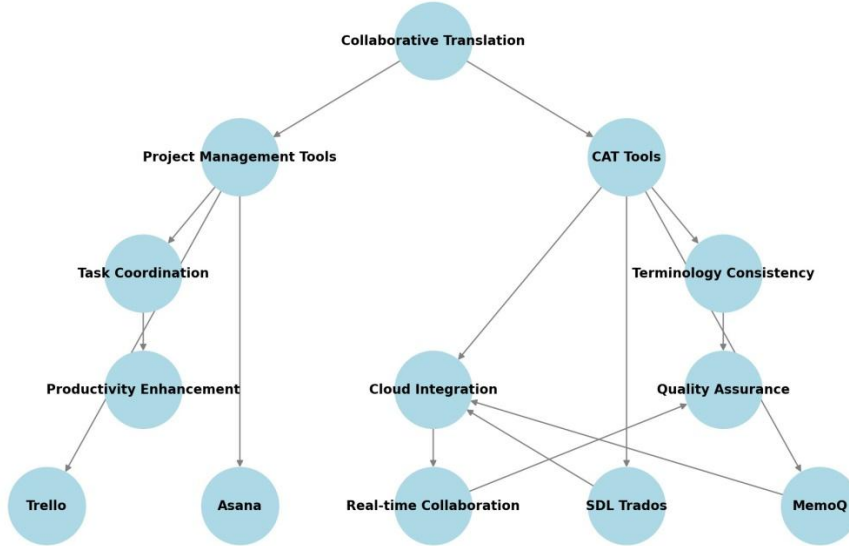 Collaborative Translation
Project Management Tools
CAT Tools
Task Coordination
Terminology Consistency
Productivity Enhancement
Cloud Integration
Quality Assurance
Trello
Asana
Real-time Collaboration
SDL Trados
MemoQ